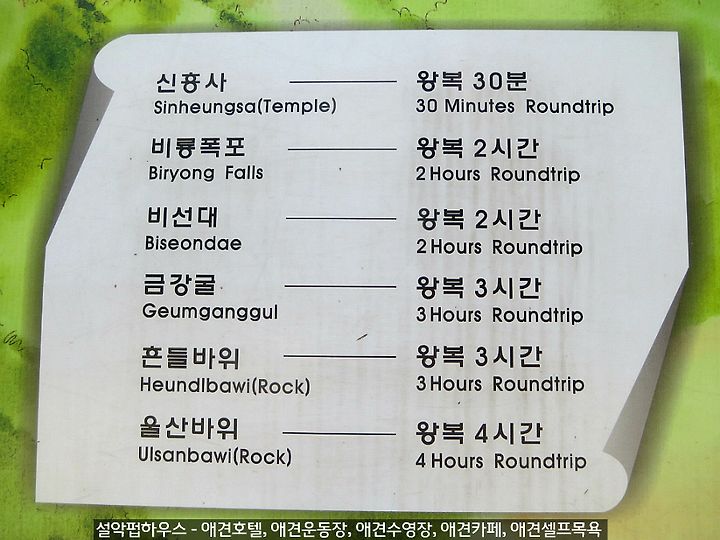 신흥사 왕복 30분
Sinheungsa(Temple) 30 Minutes Roundtrip
비룡폭포 왕복 2시간
Biryong Falls 2 Hours Roundtrip
비선대 왕복 2시간
Biseondae 2 Hours Roundtrip
금강굴 왕복 3시간
Geumganggul 3 Hours Roundtrip
흔들바위 왕복 3시간
Heundlbawi(Rock) 3 Hours Roundtrip
울산바위 왕복 4시간
Ulsanbawi(Rock) 4 Hours Roundtrip
설악펍하우스 - 애견호텔, 애견운동장, 애견수영장, 애견카페, 애견셀프목욕